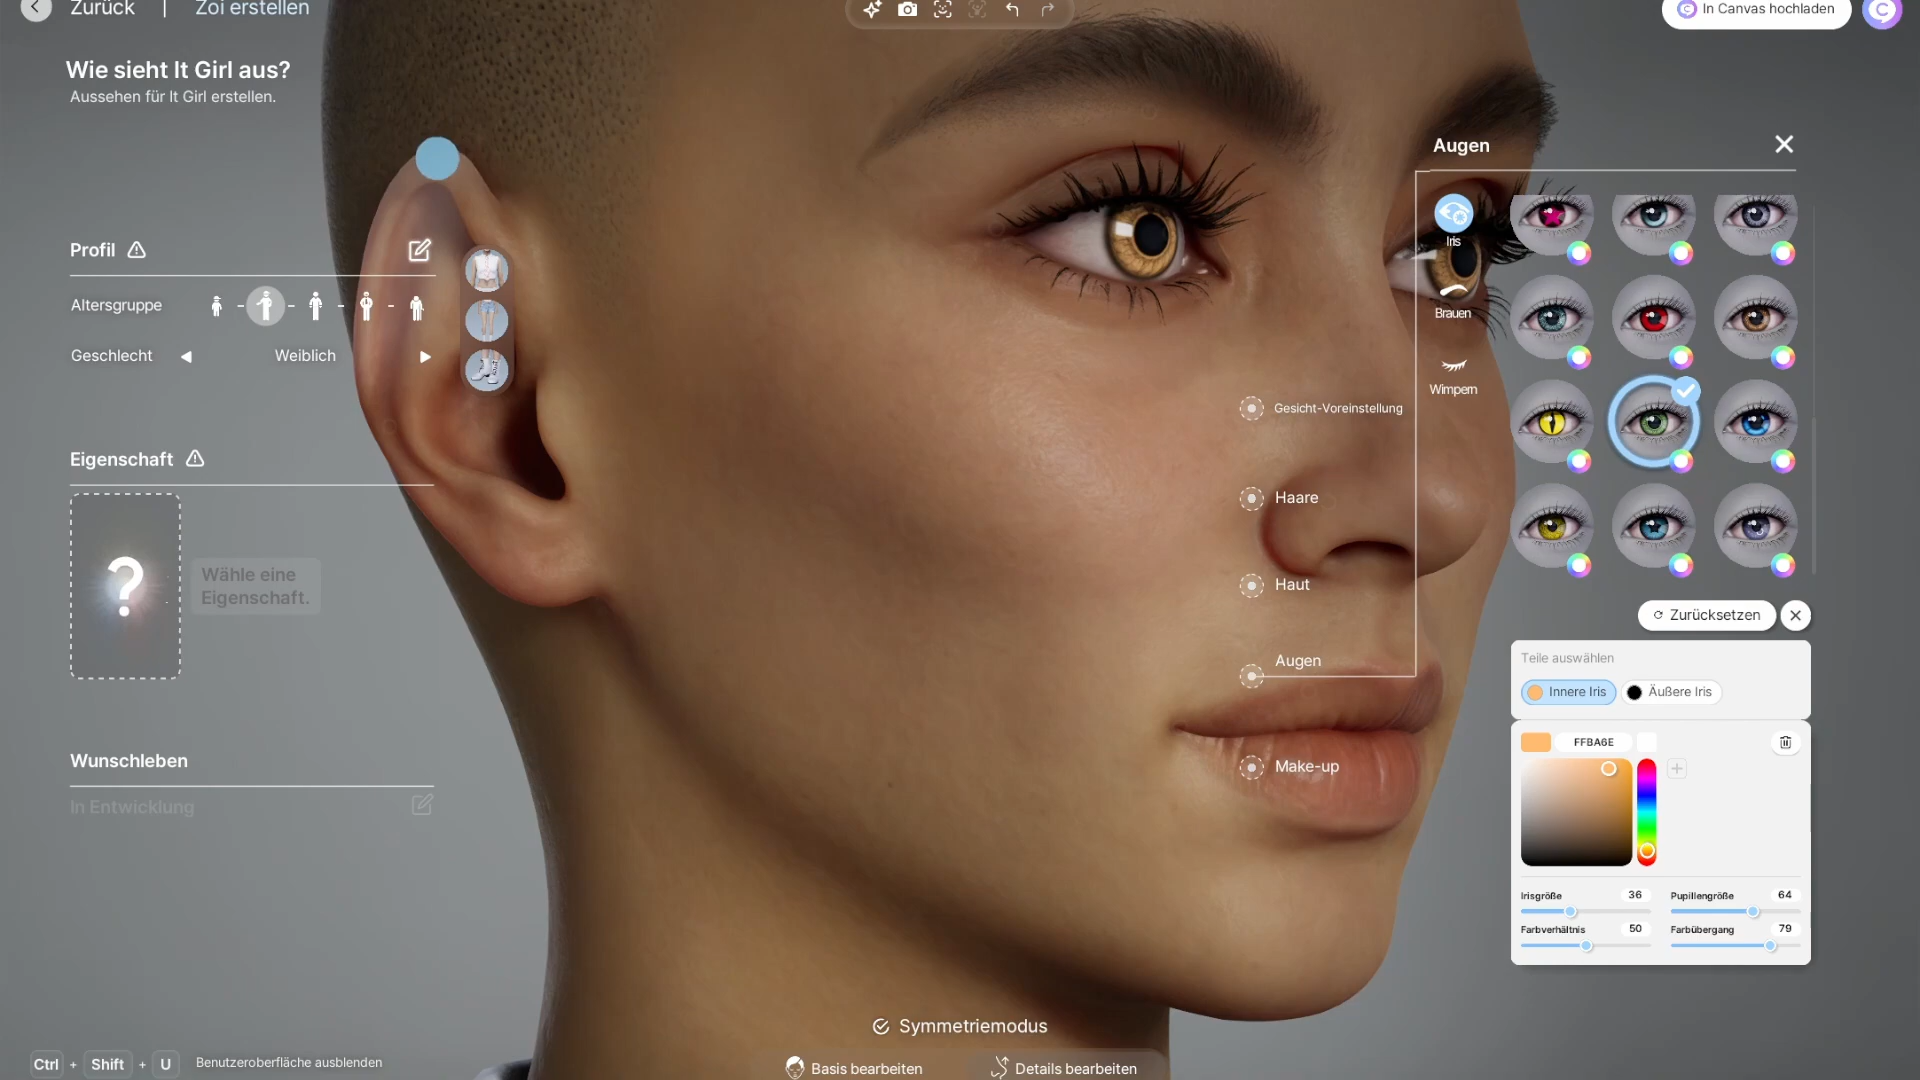 Zurück | Zoi erstellen
In Canvas hochladen
Wie sieht It Girl aus?
Aussehen für It Girl erstellen.
Profil
Altersgruppe
Geschlecht
Weiblich
Eigenschaft
?
Wähle eine
Eigenschaft.
Wunschleben
In Entwicklung
Gesicht-Voreinstellung
Haare
Haut
Augen
Make-up
Augen
Iris
Brauen
Wimpern
Zurücksetzen
Teile auswählen
Innere Iris
Äußere Iris
FFBA6E
Irisgröße 36
Pupillengröße 64
Farbverhältnis 50
Farbübergang 79
Symmetriemodus
Ctrl + Shift + U Benutzeroberfläche ausblenden
Basis bearbeiten
Details bearbeiten